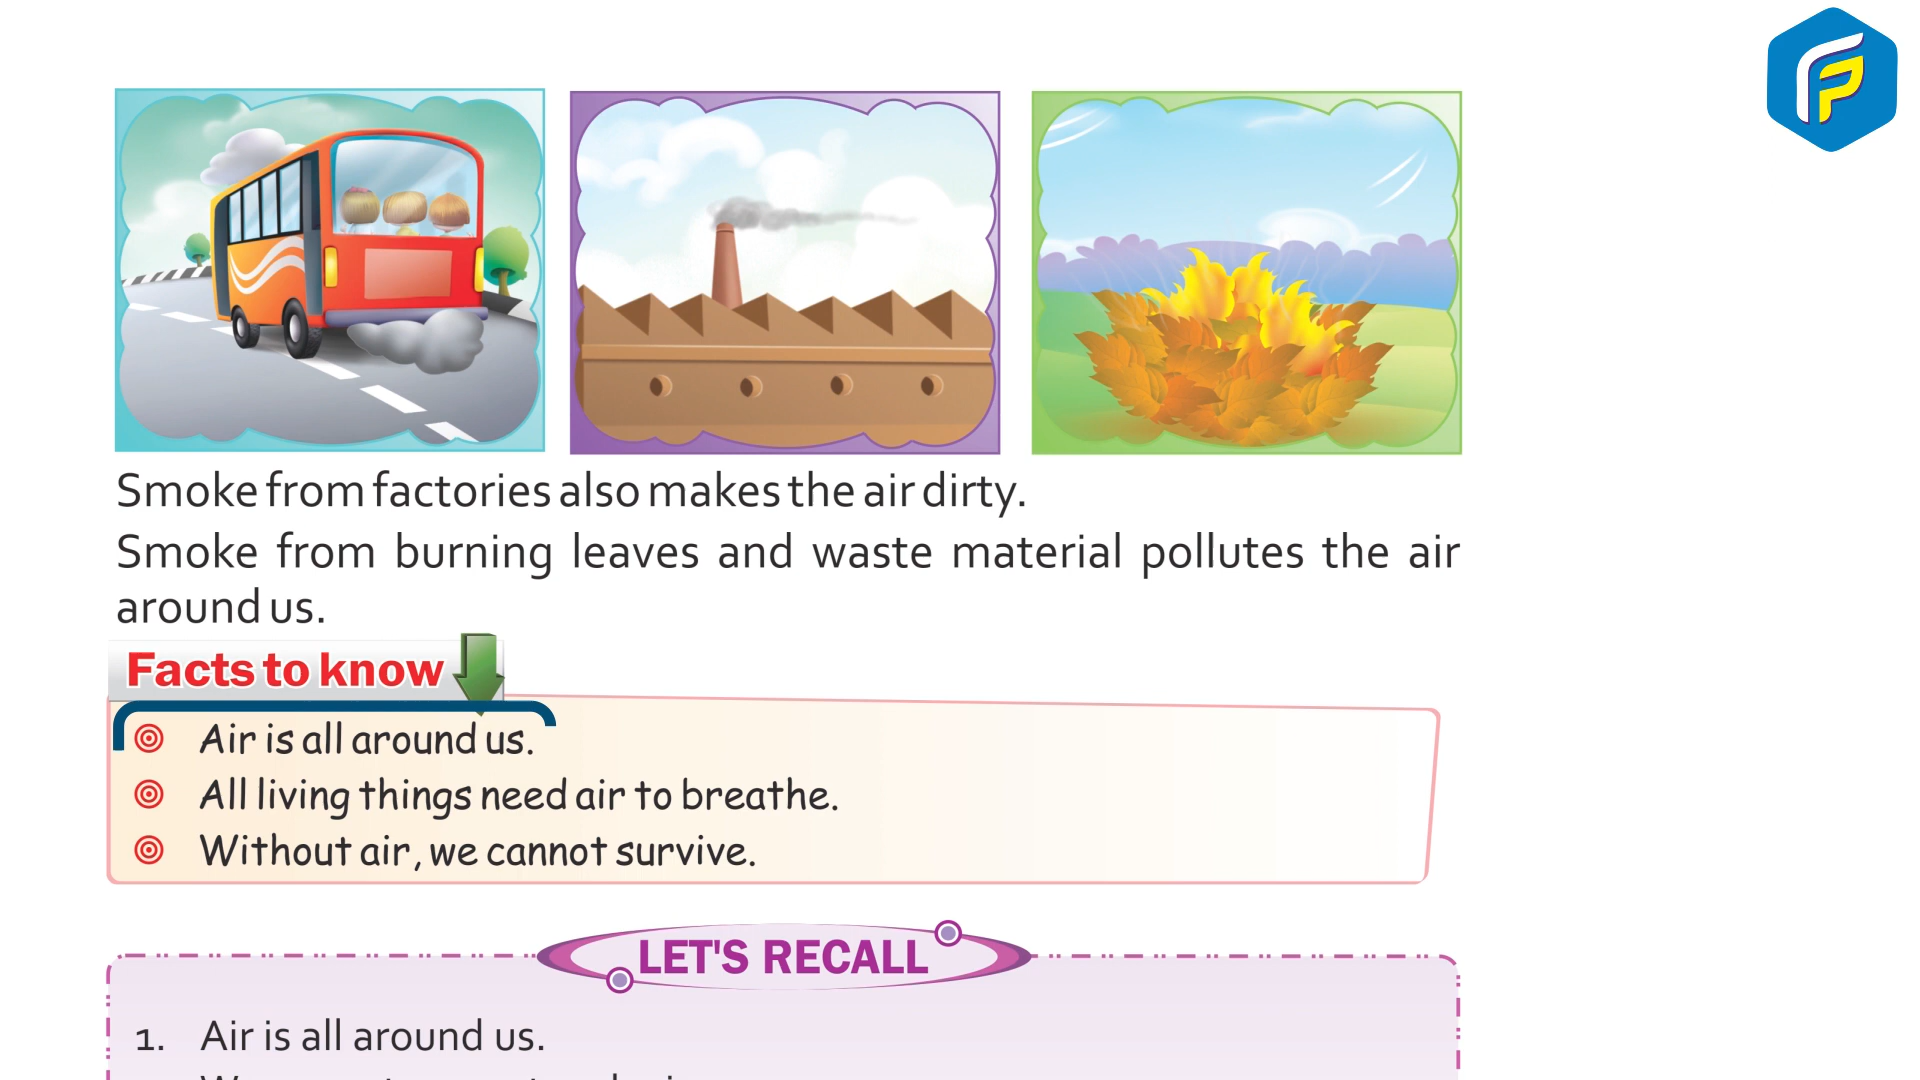 Smoke from factories also makes the air dirty.
Smoke from burning leaves and waste material pollutes the air
around us.
Facts to know
Air is all around us.
All living things need air to breathe.
Without air, we cannot survive.
LET'S RECALL
1. Air is all around us.